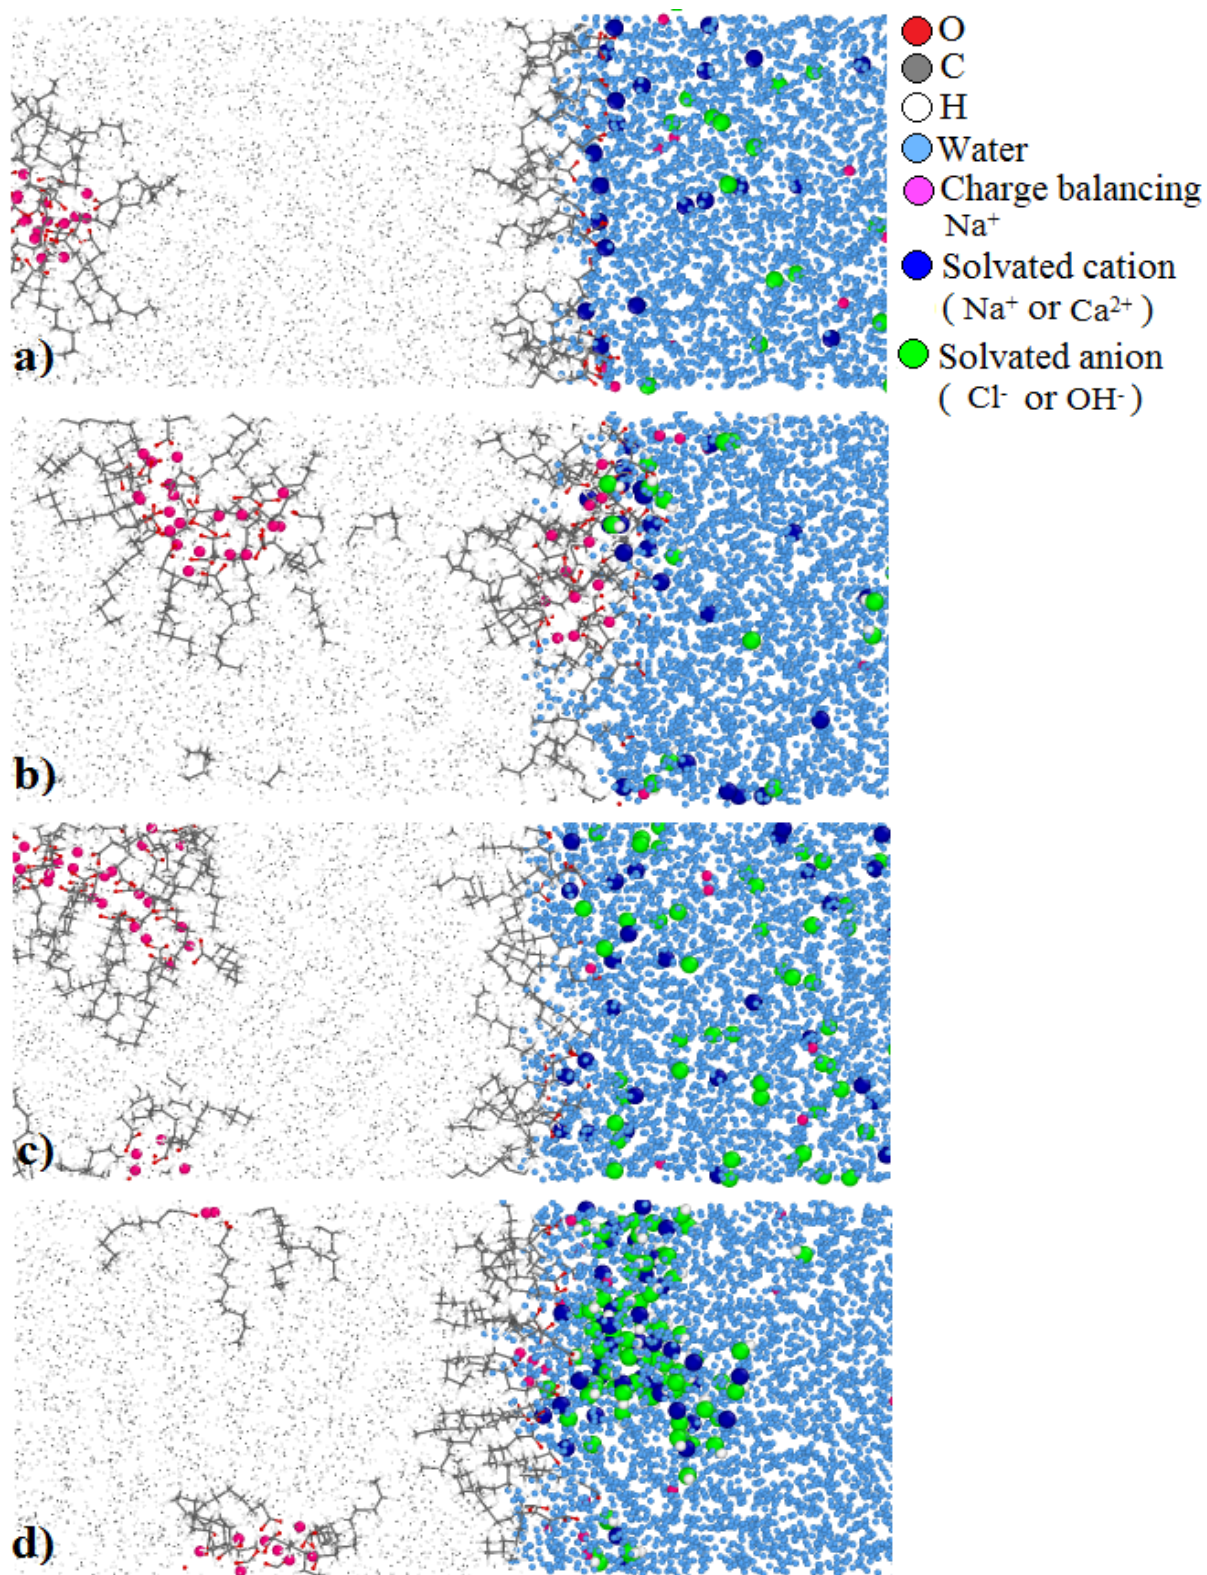 O
C
H
Water
Charge balancing
Na⁺
Solvated cation
( Na⁺ or Ca²⁺ )
Solvated anion
( Cl⁻ or OH⁻ )
a)
b)
c)
d)